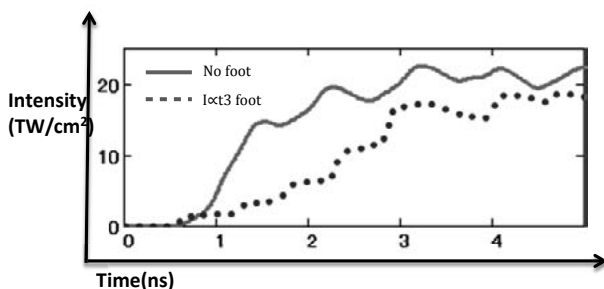 No foot
I∝t3 foot
Intensity
(TW/cm²)
20
10
0
0 1 2 3 4
Time(ns)